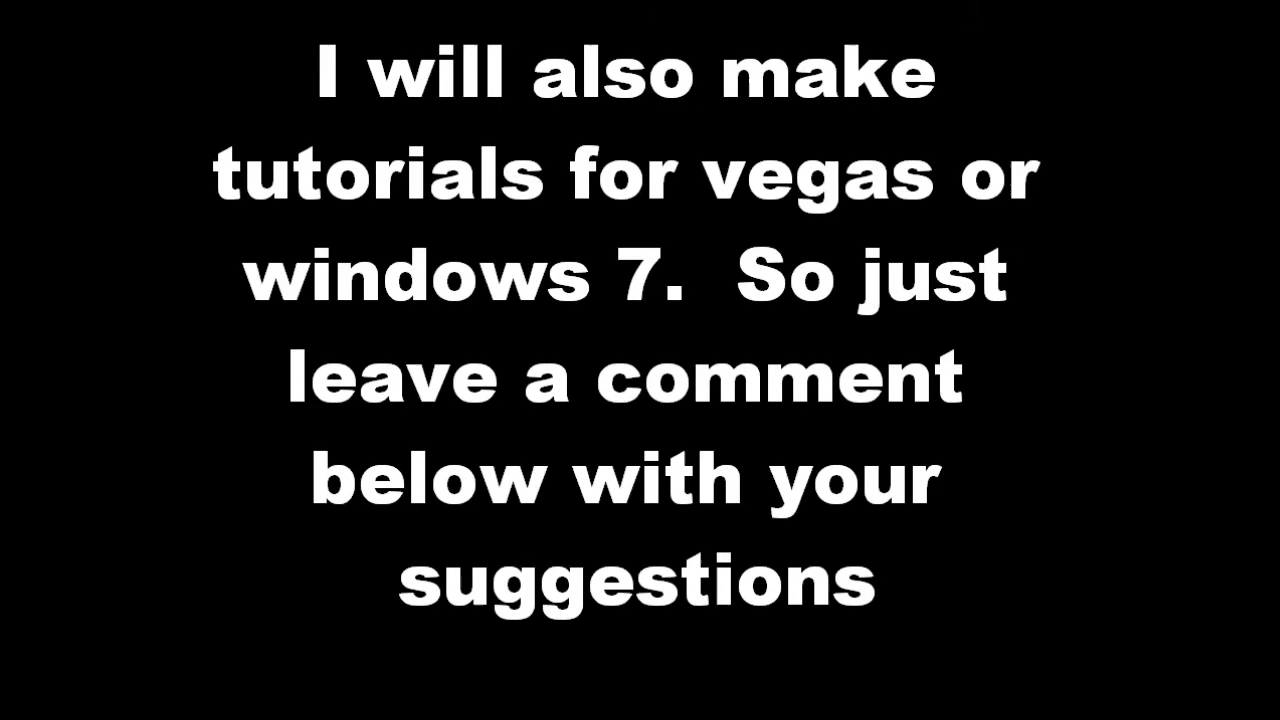 I will also make
tutorials for vegas or
windows 7.  So just
leave a comment
below with your
suggestions